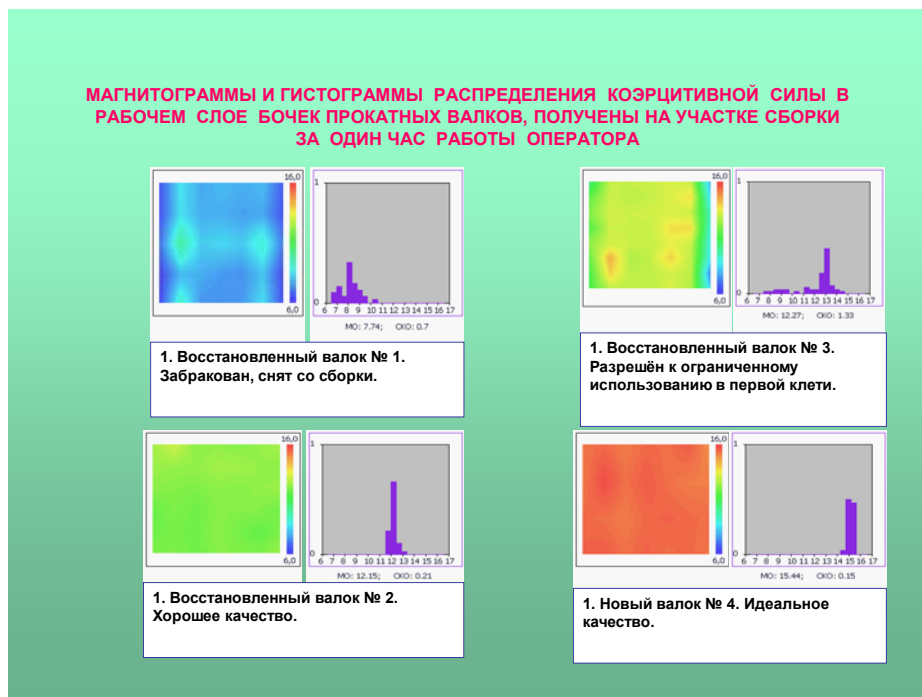 МАГНИТОГРАММЫ И ГИСТОГРАММЫ РАСПРЕДЕЛЕНИЯ КОЭРЦИТИВНОЙ СИЛЫ В
РАБОЧЕМ СЛОЕ БОЧЕК ПРОКАТНЫХ ВАЛКОВ, ПОЛУЧЕНЫ НА УЧАСТКЕ СБОРКИ
ЗА ОДИН ЧАС РАБОТЫ ОПЕРАТОРА
16,0
6,0
1
0
6 7 8 9 10 11 12 13 14 15 16 17
МО: 7.74; СКО: 0.7
1. Восстановленный валок № 1.
Забракован, снят со сборки.
16,0
6,0
1
0
6 7 8 9 10 11 12 13 14 15 16 17
МО: 12.27; СКО: 1.33
1. Восстановленный валок № 3.
Разрешён к ограниченному
использованию в первой клети.
16,0
6,0
1
0
6 7 8 9 10 11 12 13 14 15 16 17
МО: 12.15; СКО: 0.21
1. Восстановленный валок № 2.
Хорошее качество.
16,0
6,0
1
0
6 7 8 9 10 11 12 13 14 15 16 17
МО: 15.44; СКО: 0.15
1. Новый валок № 4. Идеальное
качество.